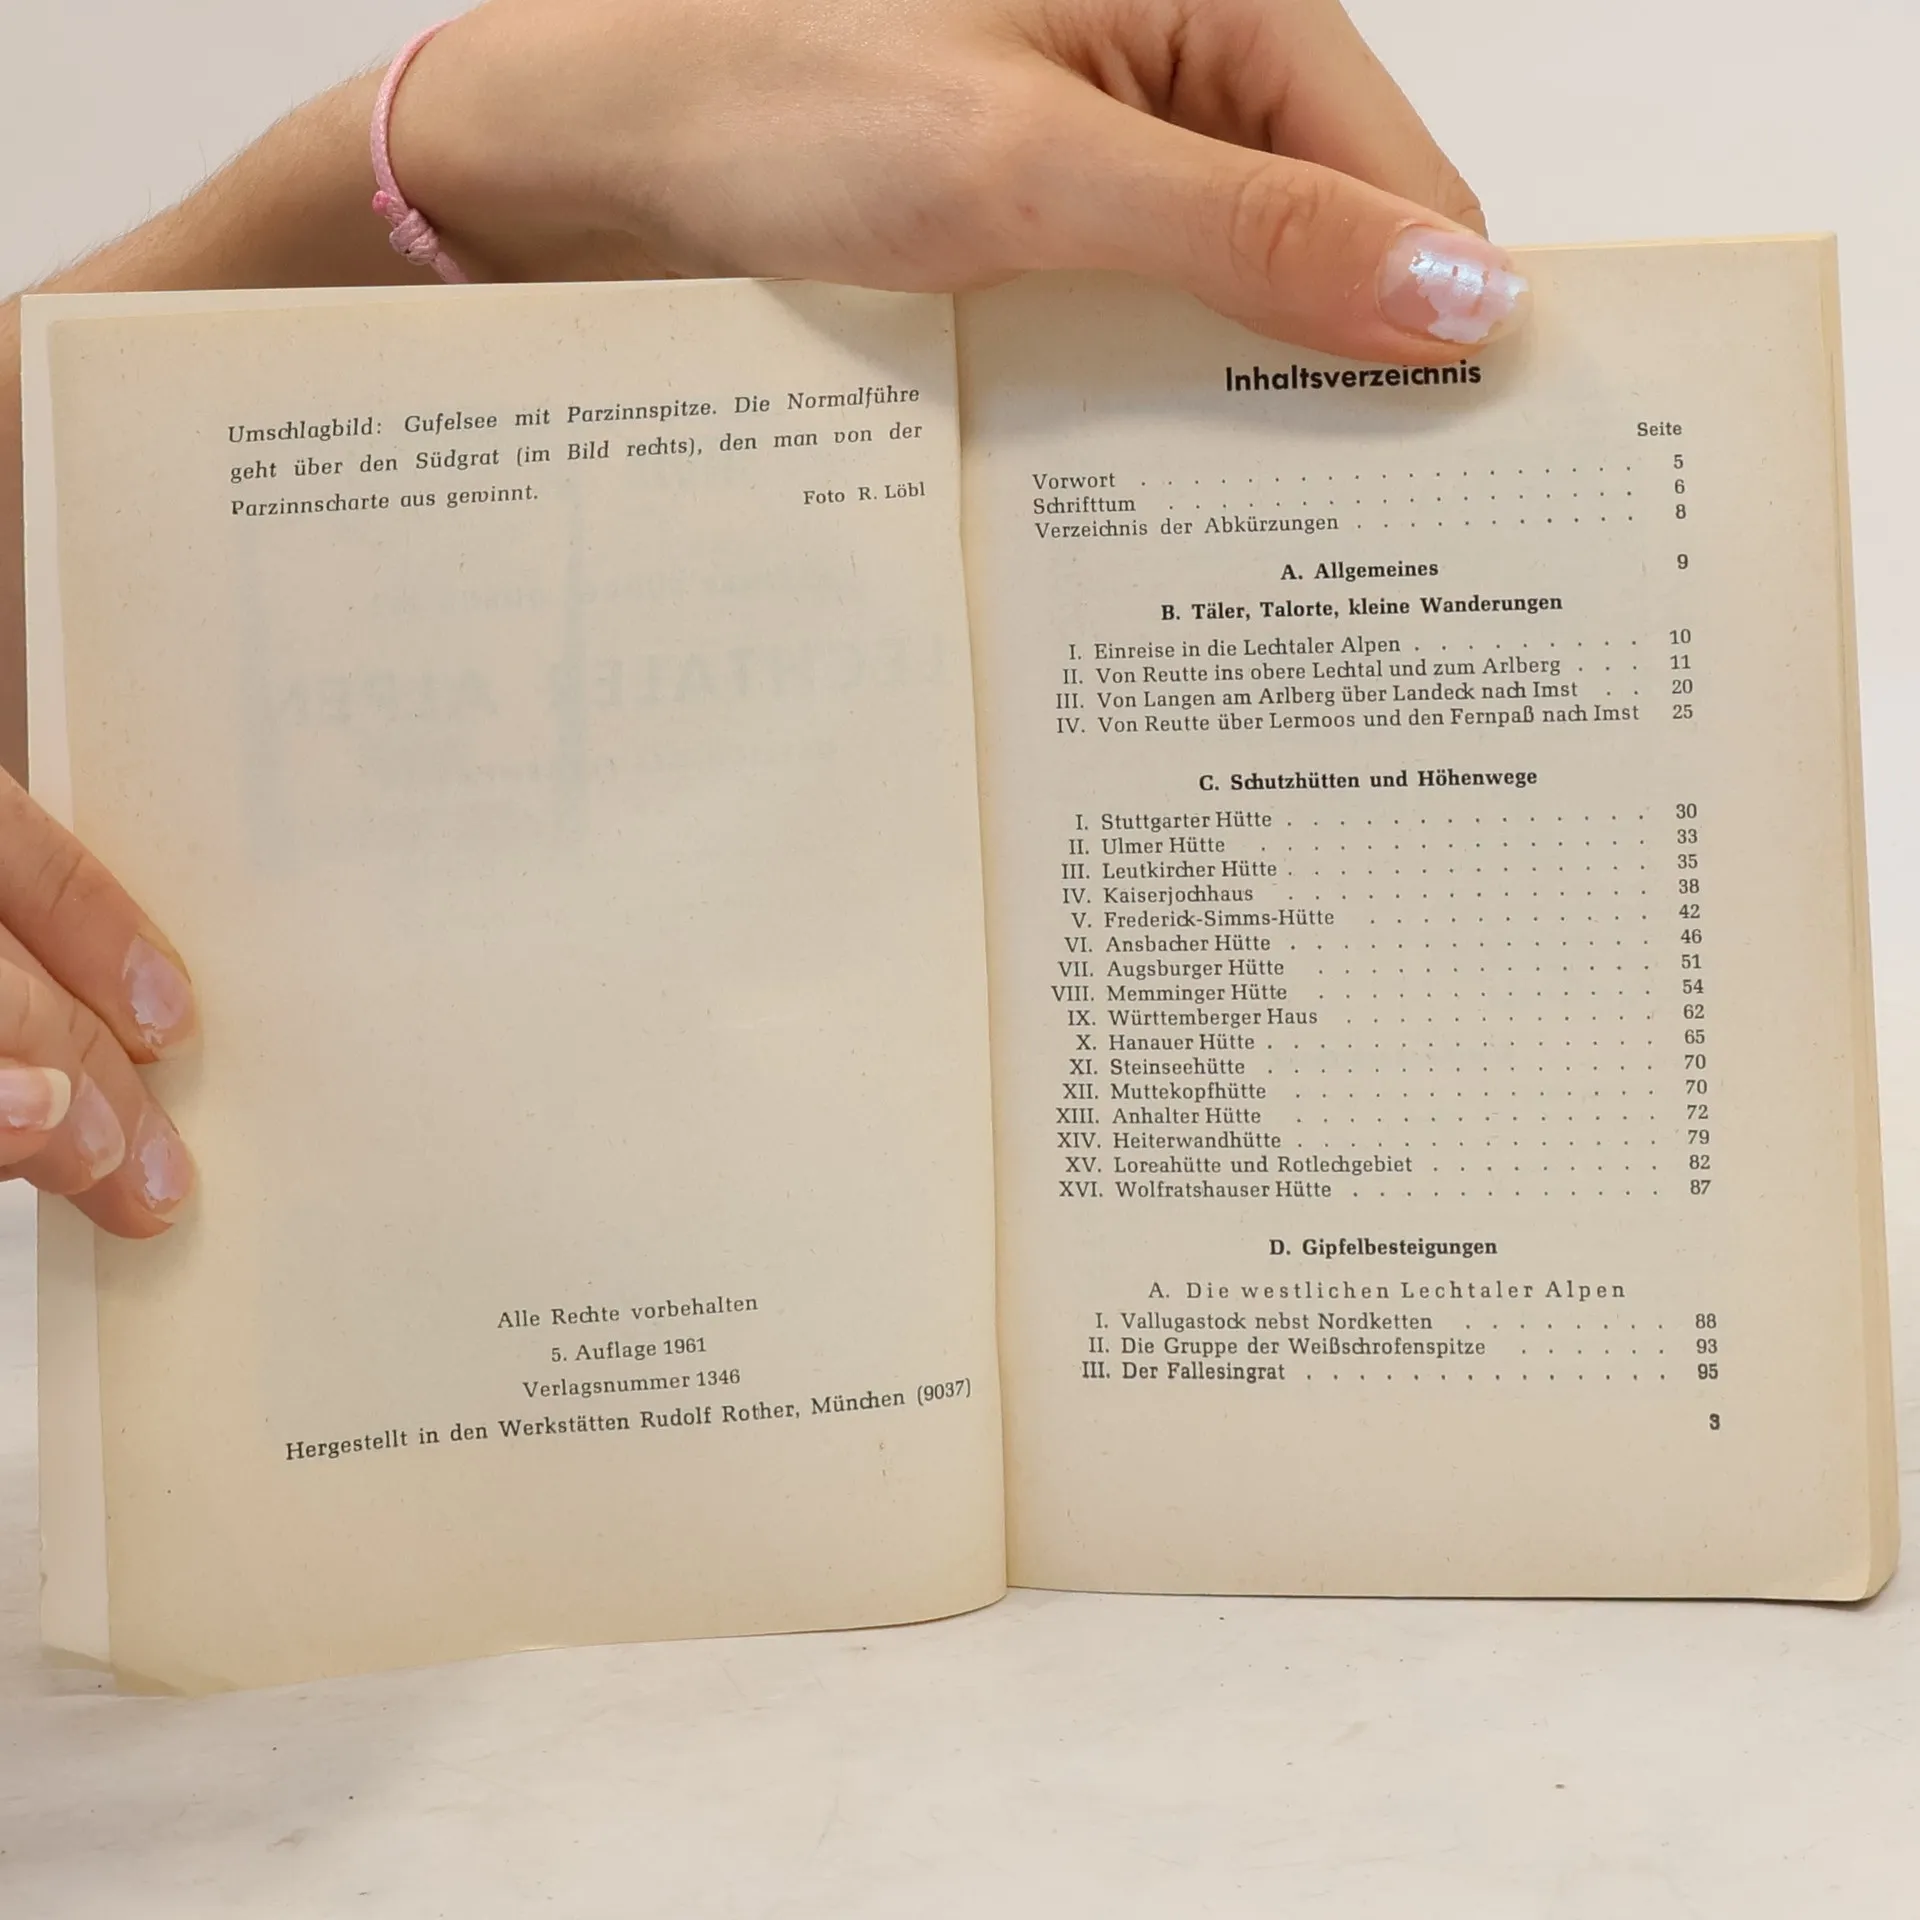 Umschlagbild: Gufelsee mit Parzinnspitze. Die Normalführe
geht über den Südgrat (im Bild rechts), den man von der
Parzinnscharte aus gewinnt. Foto R. Löbl
Alle Rechte vorbehalten
5. Auflage 1961
Verlagsnummer 1346
Hergestellt in den Werkstätten Rudolf Rother, München (9037)
Inhaltsverzeichnis
Seite
Vorwort . . . . . . . . . . . . . . . . . . . 5
Schrifttum . . . . . . . . . . . . . . . . . . 6
Verzeichnis der Abkürzungen . . . . . . . . . . . 8
A. Allgemeines 9
B. Täler, Talorte, kleine Wanderungen
I. Einreise in die Lechtaler Alpen . . . . . . . . . 10
II. Von Reutte ins obere Lechtal und zum Arlberg . . . 11
III. Von Langen am Arlberg über Landeck nach Imst . . 20
IV. Von Reutte über Lermoos und den Fernpaß nach Imst 25
C. Schutzhütten und Höhenwege
I. Stuttgarter Hütte . . . . . . . . . . . . . . 30
II. Ulmer Hütte . . . . . . . . . . . . . . . 33
III. Leutkircher Hütte . . . . . . . . . . . . . . 35
IV. Kaiserjochhaus . . . . . . . . . . . . . . 38
V. Frederick-Simms-Hütte . . . . . . . . . . . 42
VI. Ansbacher Hütte . . . . . . . . . . . . . . 46
VII. Augsburger Hütte . . . . . . . . . . . . . 51
VIII. Memminger Hütte . . . . . . . . . . . . . 54
IX. Württemberger Haus . . . . . . . . . . . . 62
X. Hanauer Hütte . . . . . . . . . . . . . . . 65
XI. Steinseehütte . . . . . . . . . . . . . . . 70
XII. Muttekopfhütte . . . . . . . . . . . . . . 70
XIII. Anhalter Hütte . . . . . . . . . . . . . . 72
XIV. Heiterwandhütte . . . . . . . . . . . . . . 79
XV. Loreahütte und Rotlechgebiet . . . . . . . . . 82
XVI. Wolfratshauser Hütte . . . . . . . . . . . . 87
D. Gipfelbesteigungen
A. Die westlichen Lechtaler Alpen
I. Vallugastock nebst Nordketten . . . . . . . . 88
II. Die Gruppe der Weißschrofenspitze . . . . . . 93
III. Der Fallesingrat . . . . . . . . . . . . . . 95
3